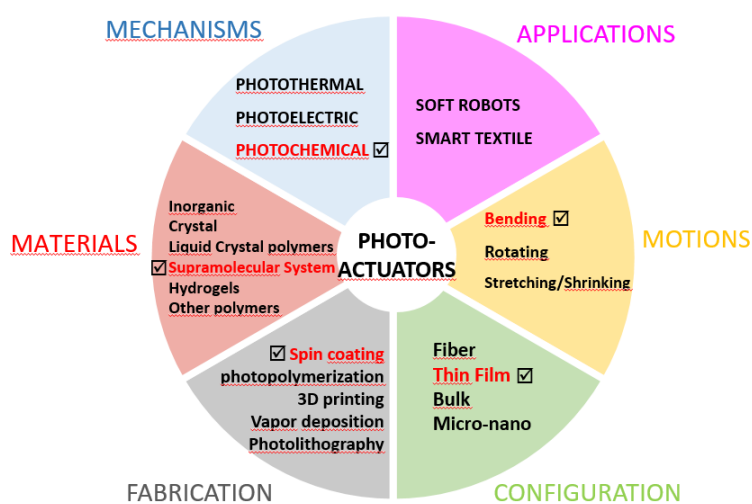 MECHANISMS
APPLICATIONS
PHOTOTHERMAL
PHOTOELECTRIC
PHOTOCHEMICAL ☑
SOFT ROBOTS
SMART TEXTILE
MATERIALS
Inorganic
Crystal
Liquid Crystal polymers
☑ Supramolecular System
Hydrogels
Other polymers
PHOTO-
ACTUATORS
Bending ☑
Rotating
Stretching/Shrinking
MOTIONS
☑ Spin coating
photopolymerization
3D printing
Vapor deposition
Photolithography
Fiber
Thin Film ☑
Bulk
Micro-nano
FABRICATION
CONFIGURATION